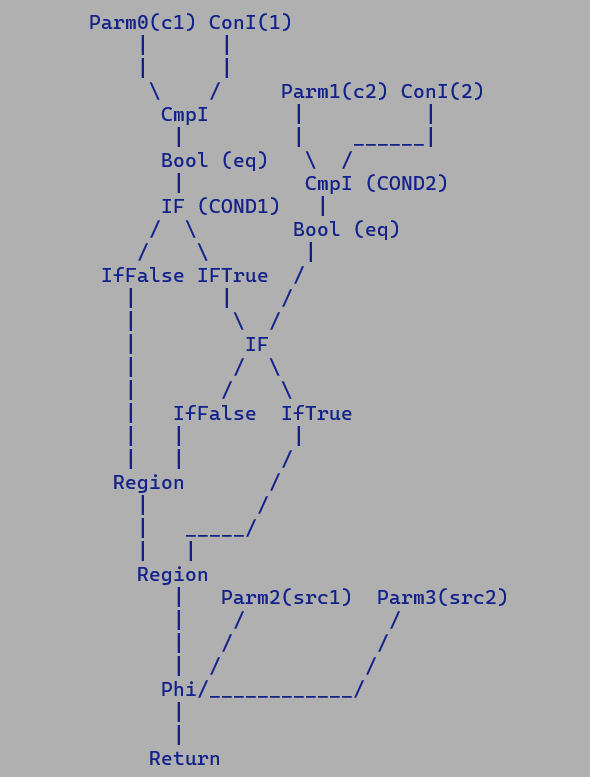 Parm0(c1) ConI(1)
Parm1(c2) ConI(2)
CmpI
Bool (eq)
CmpI (COND2)
IF (COND1)
Bool (eq)
IfFalse IFTrue
IF
IfFalse IfTrue
Region
Region
Parm2(src1) Parm3(src2)
Phi
Return